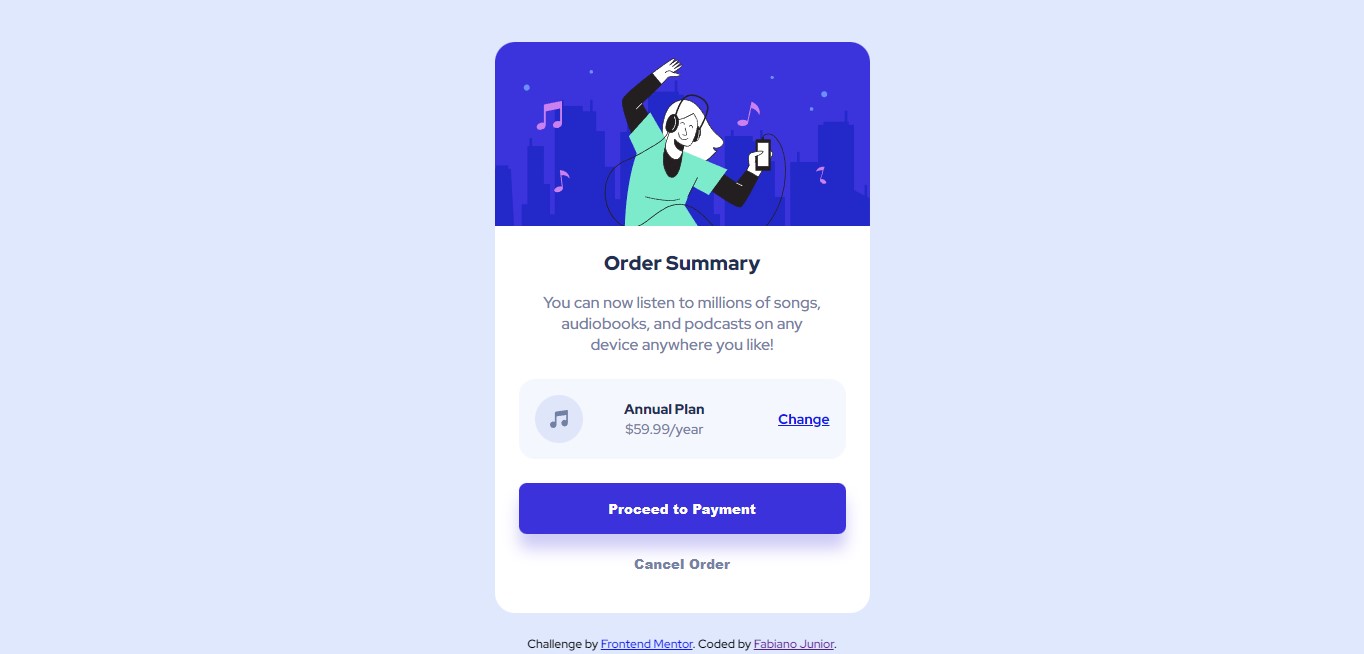 Order Summary
You can now listen to millions of songs,
audiobooks, and podcasts on any
device anywhere you like!
Annual Plan
$59.99/year
Change
Proceed to Payment
Cancel Order
Challenge by Frontend Mentor. Coded by Fabiano Junior.